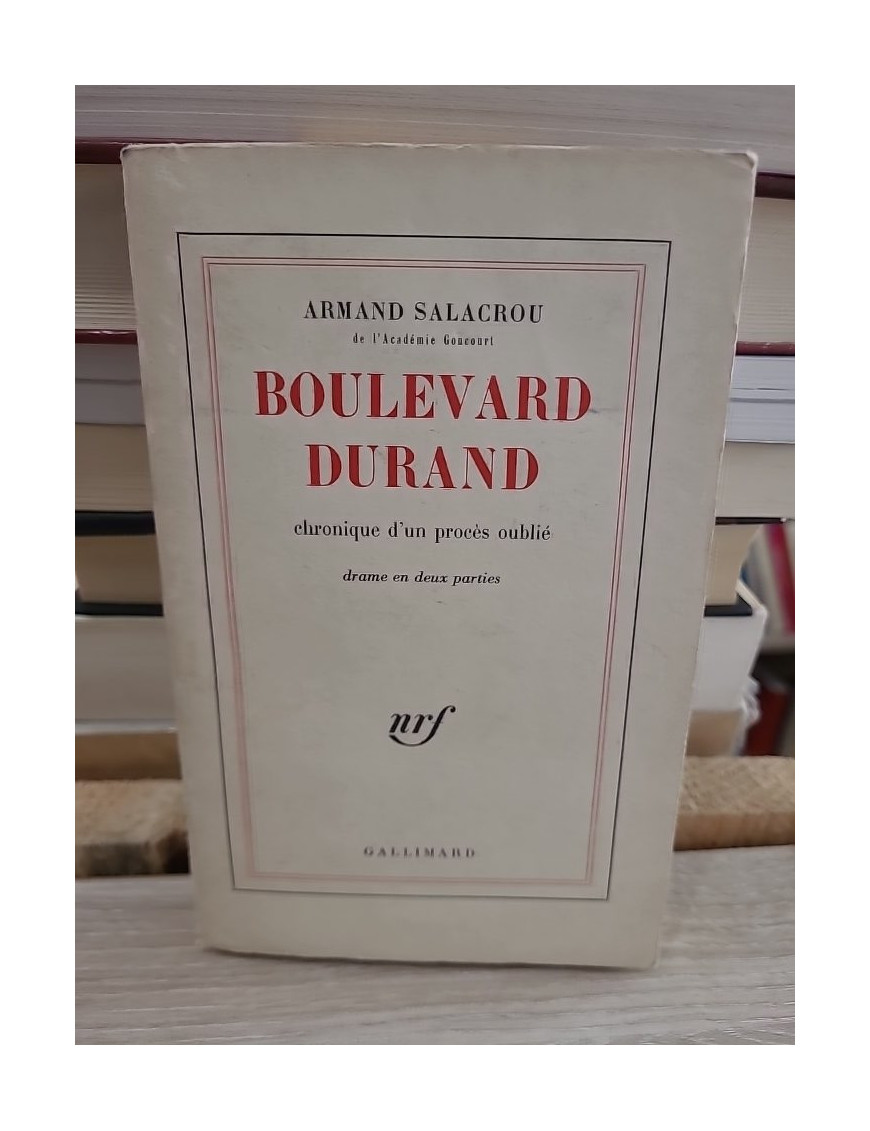 ARMAND SALACROU
de l'Académie Goncourt
BOULEVARD
DURAND
chronique d'un procès oublié
drame en deux parties
nrf
GALLIMARD